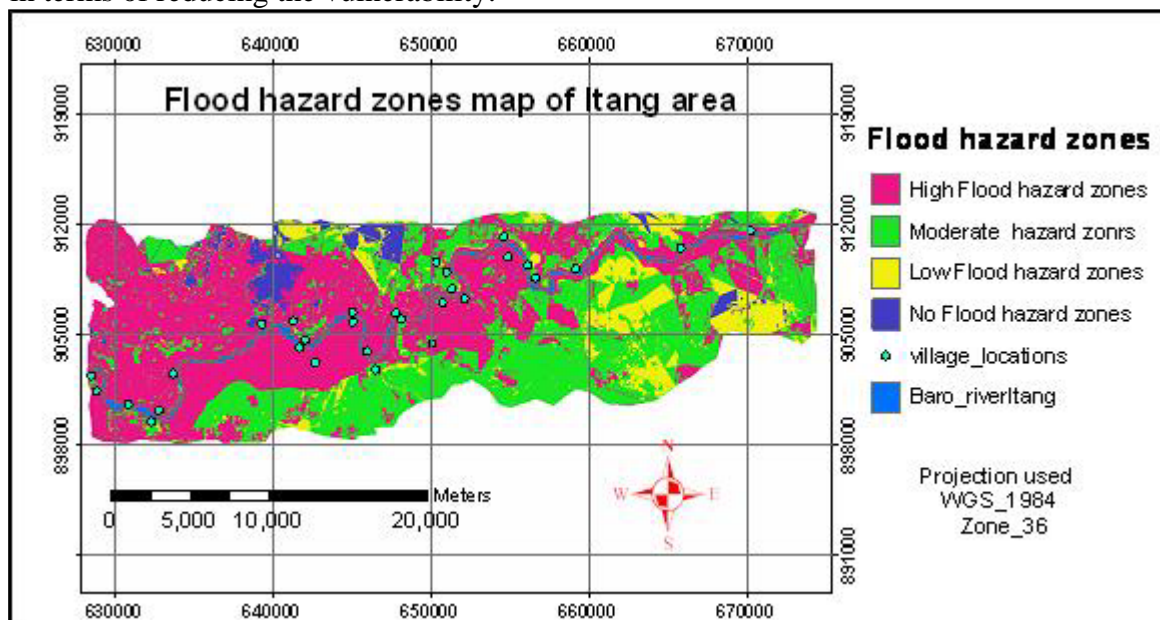 in terms of reducing the vulnerability.
630000 640000 650000 660000 670000
Flood hazard zones map of Itang area
919000 919000
912000 912000
905000 905000
898000 898000
891000 891000
Flood hazard zones
High Flood hazard zones
Moderate hazard zonrs
Low Flood hazard zones
No Flood hazard zones
village_locations
Baro_riverItang
Meters
0 5,000 10,000 20,000
N
W E
S
Projection used
WGS_1984
Zone_36
630000 640000 650000 660000 670000